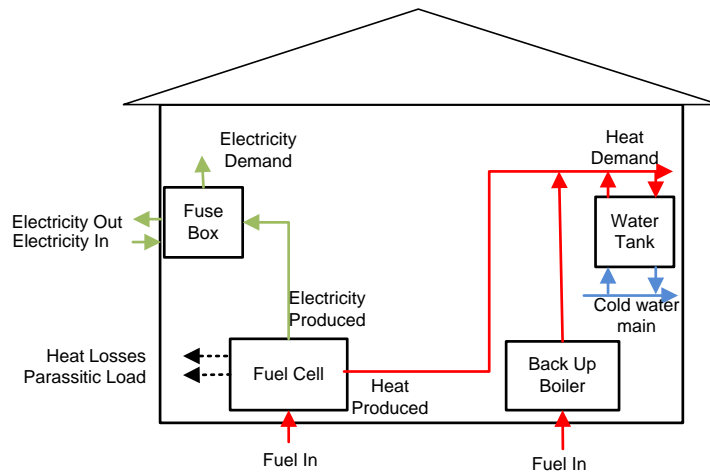 Electricity
Demand
Heat
Demand
Fuse
Box
Water
Tank
Electricity Out
Electricity In
Electricity
Produced
Cold water
main
Heat Losses
Parassitic Load
Fuel Cell
Heat
Produced
Back Up
Boiler
Fuel In
Fuel In